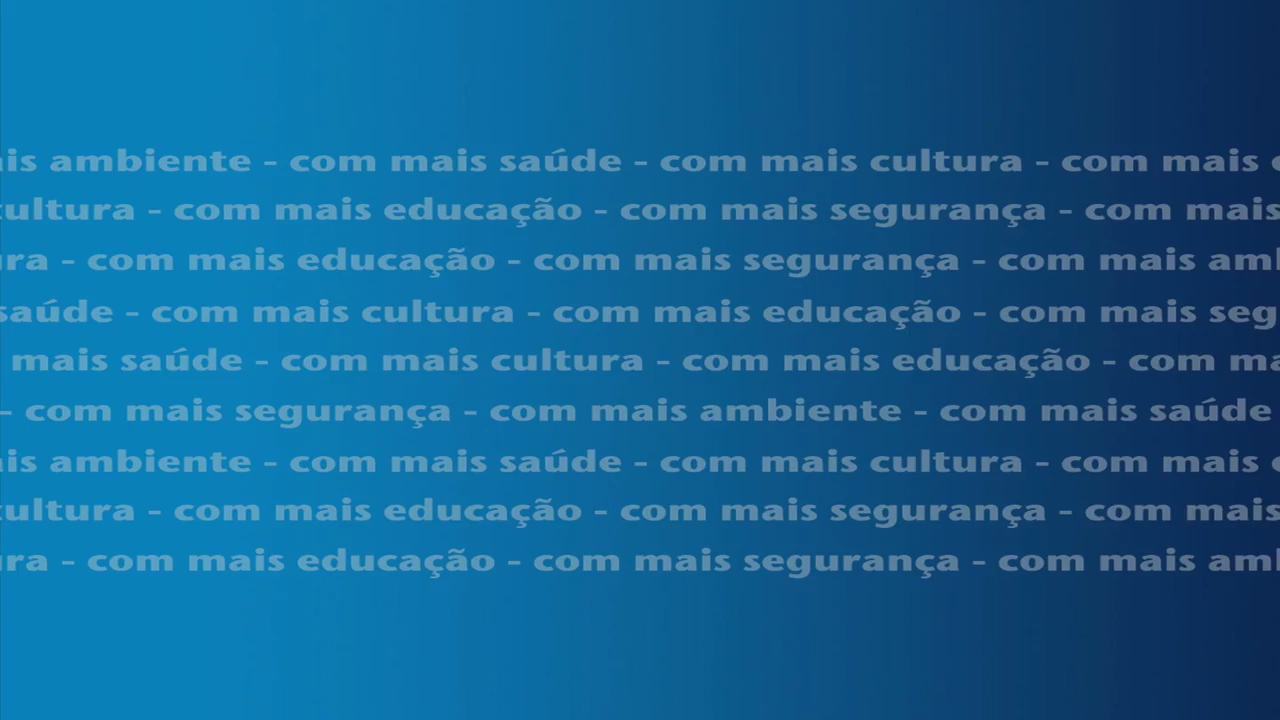 ais ambiente - com mais saúde - com mais cultura - com mais
cultura - com mais educação - com mais segurança - com mais
ra - com mais educação - com mais segurança - com mais amb
saúde - com mais cultura - com mais educação - com mais seg
mais saúde - com mais cultura - com mais educação - com ma
- com mais segurança - com mais ambiente - com mais saúde
ais ambiente - com mais saúde - com mais cultura - com mais
cultura - com mais educação - com mais segurança - com mais
ra - com mais educação - com mais segurança - com mais amb